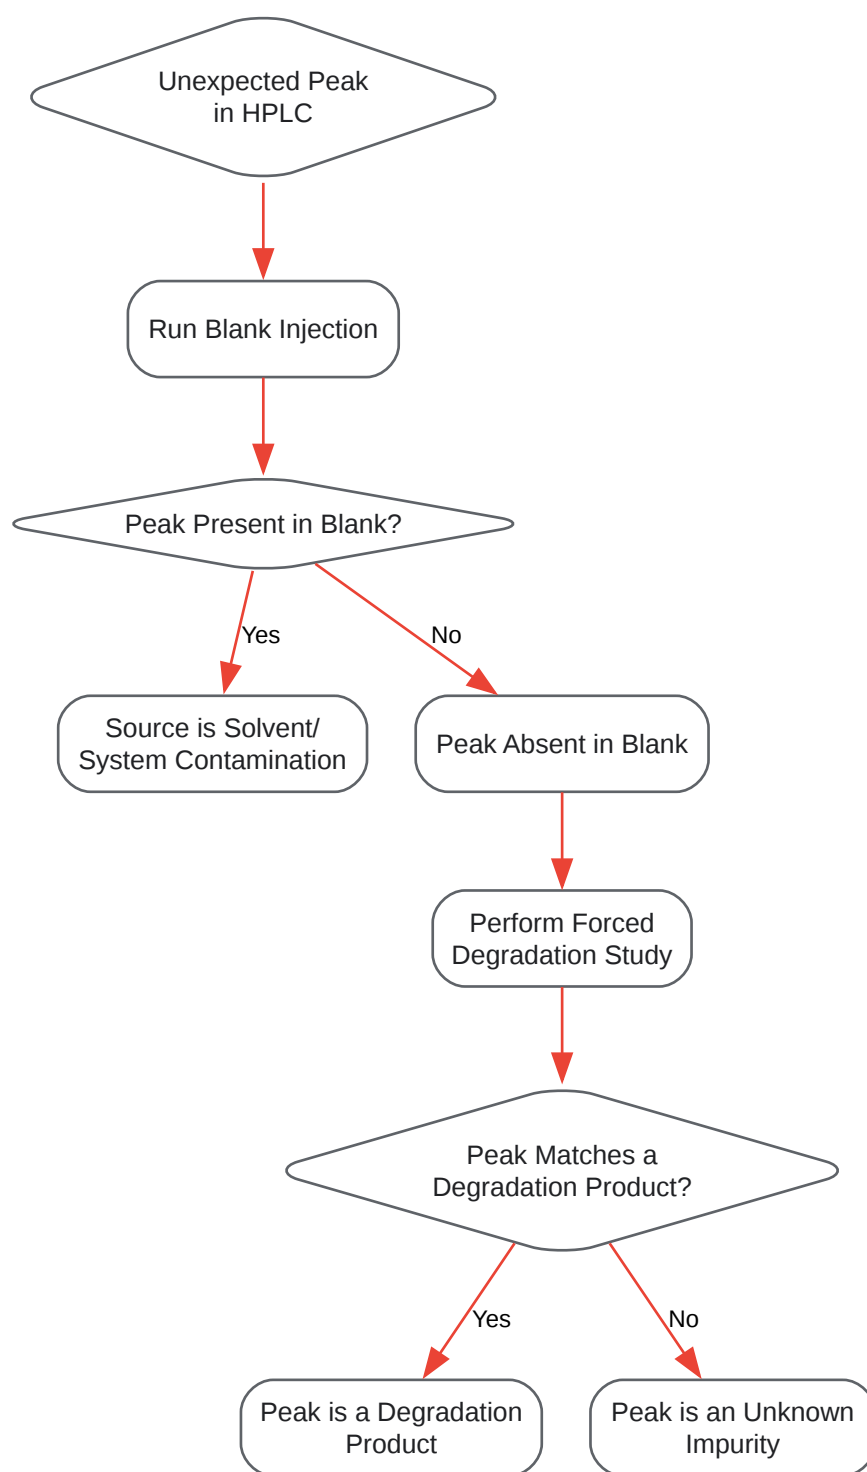 Unexpected Peak
in HPLC
Run Blank Injection
Peak Present in Blank?
Yes
No
Source is Solvent/
System Contamination
Peak Absent in Blank
Perform Forced
Degradation Study
Peak Matches a
Degradation Product?
Yes
No
Peak is a Degradation
Product
Peak is an Unknown
Impurity